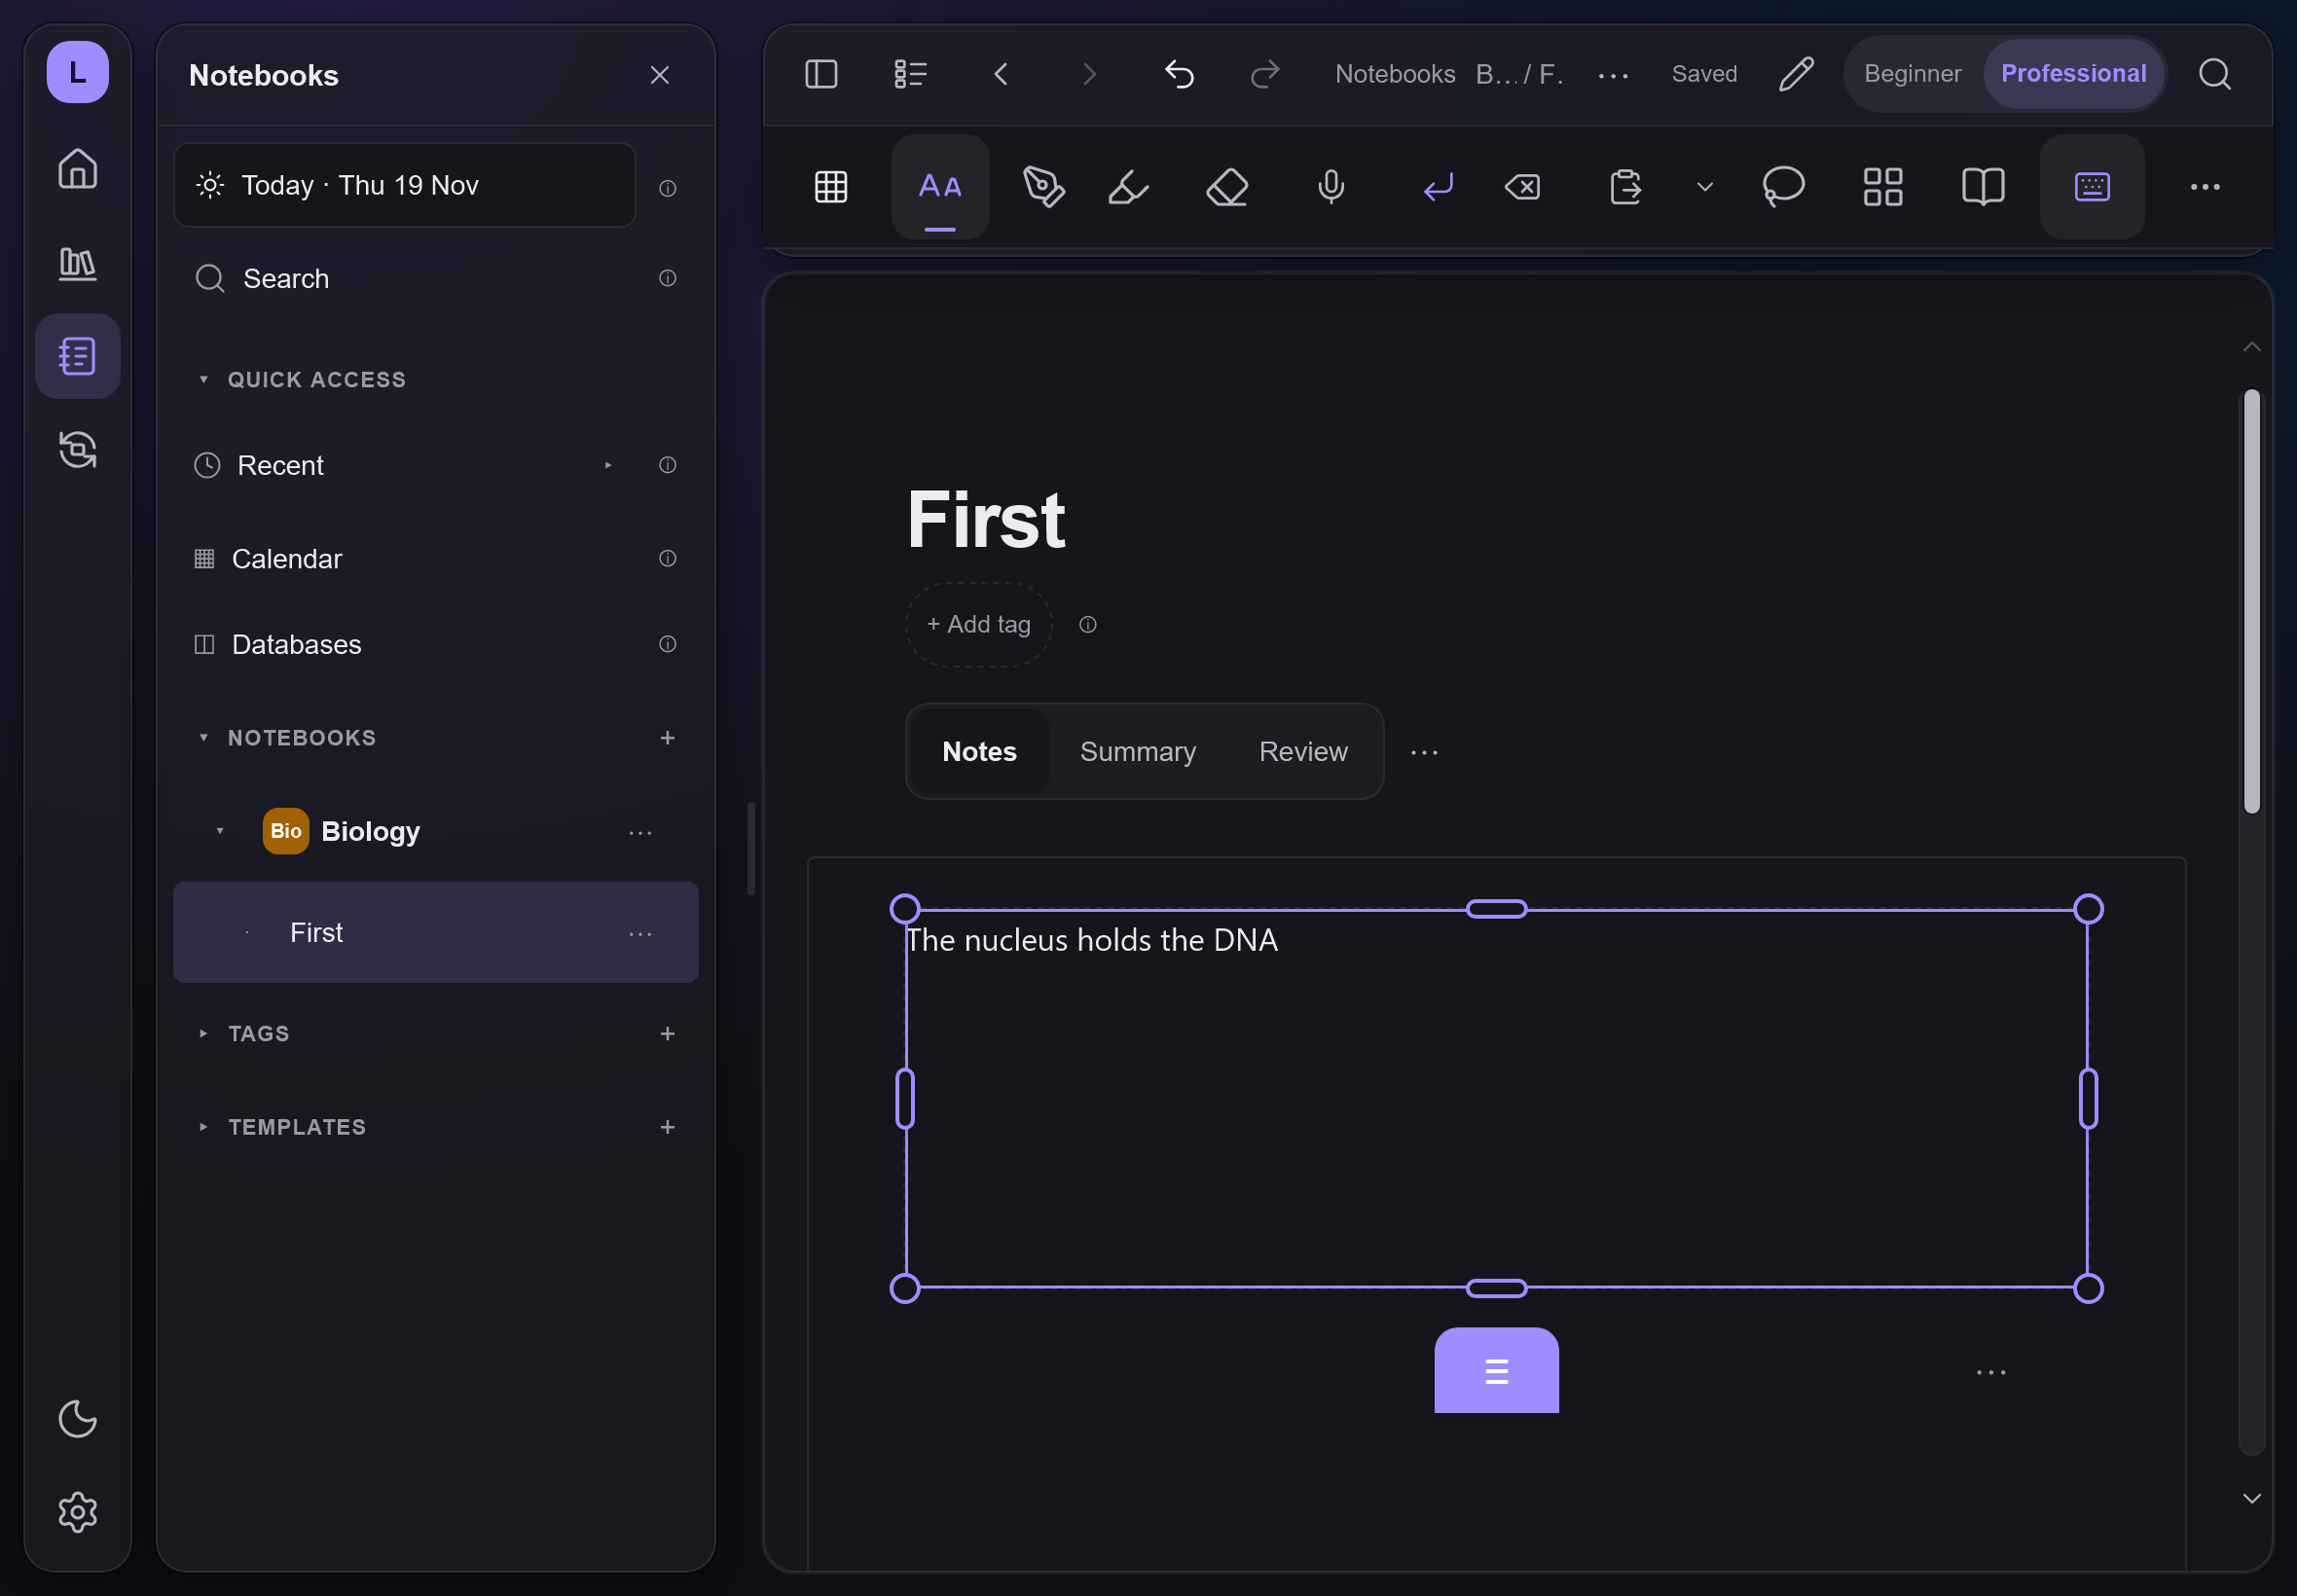 L
Notebooks
Notebooks B... / F.
Saved
Beginner
Professional
Today · Thu 19 Nov
Aa
Search
QUICK ACCESS
Recent
Calendar
Databases
NOTEBOOKS
Bio Biology
First
TAGS
TEMPLATES
First
+ Add tag
Notes
Summary
Review
The nucleus holds the DNA